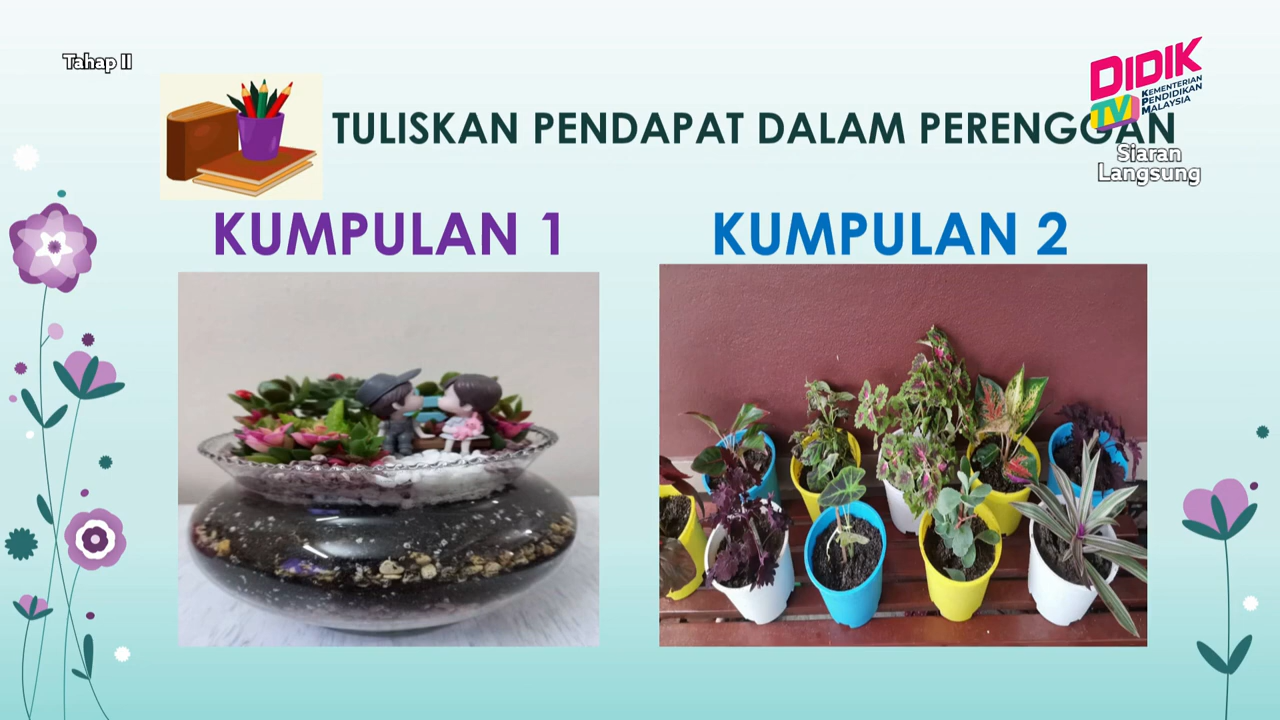 Tahap II
DIDIK
TV
KEMENTERIAN
PENDIDIKAN
MALAYSIA
TULISKAN PENDAPAT DALAM PERENGGAN
Siaran
Langsung
KUMPULAN 1
KUMPULAN 2